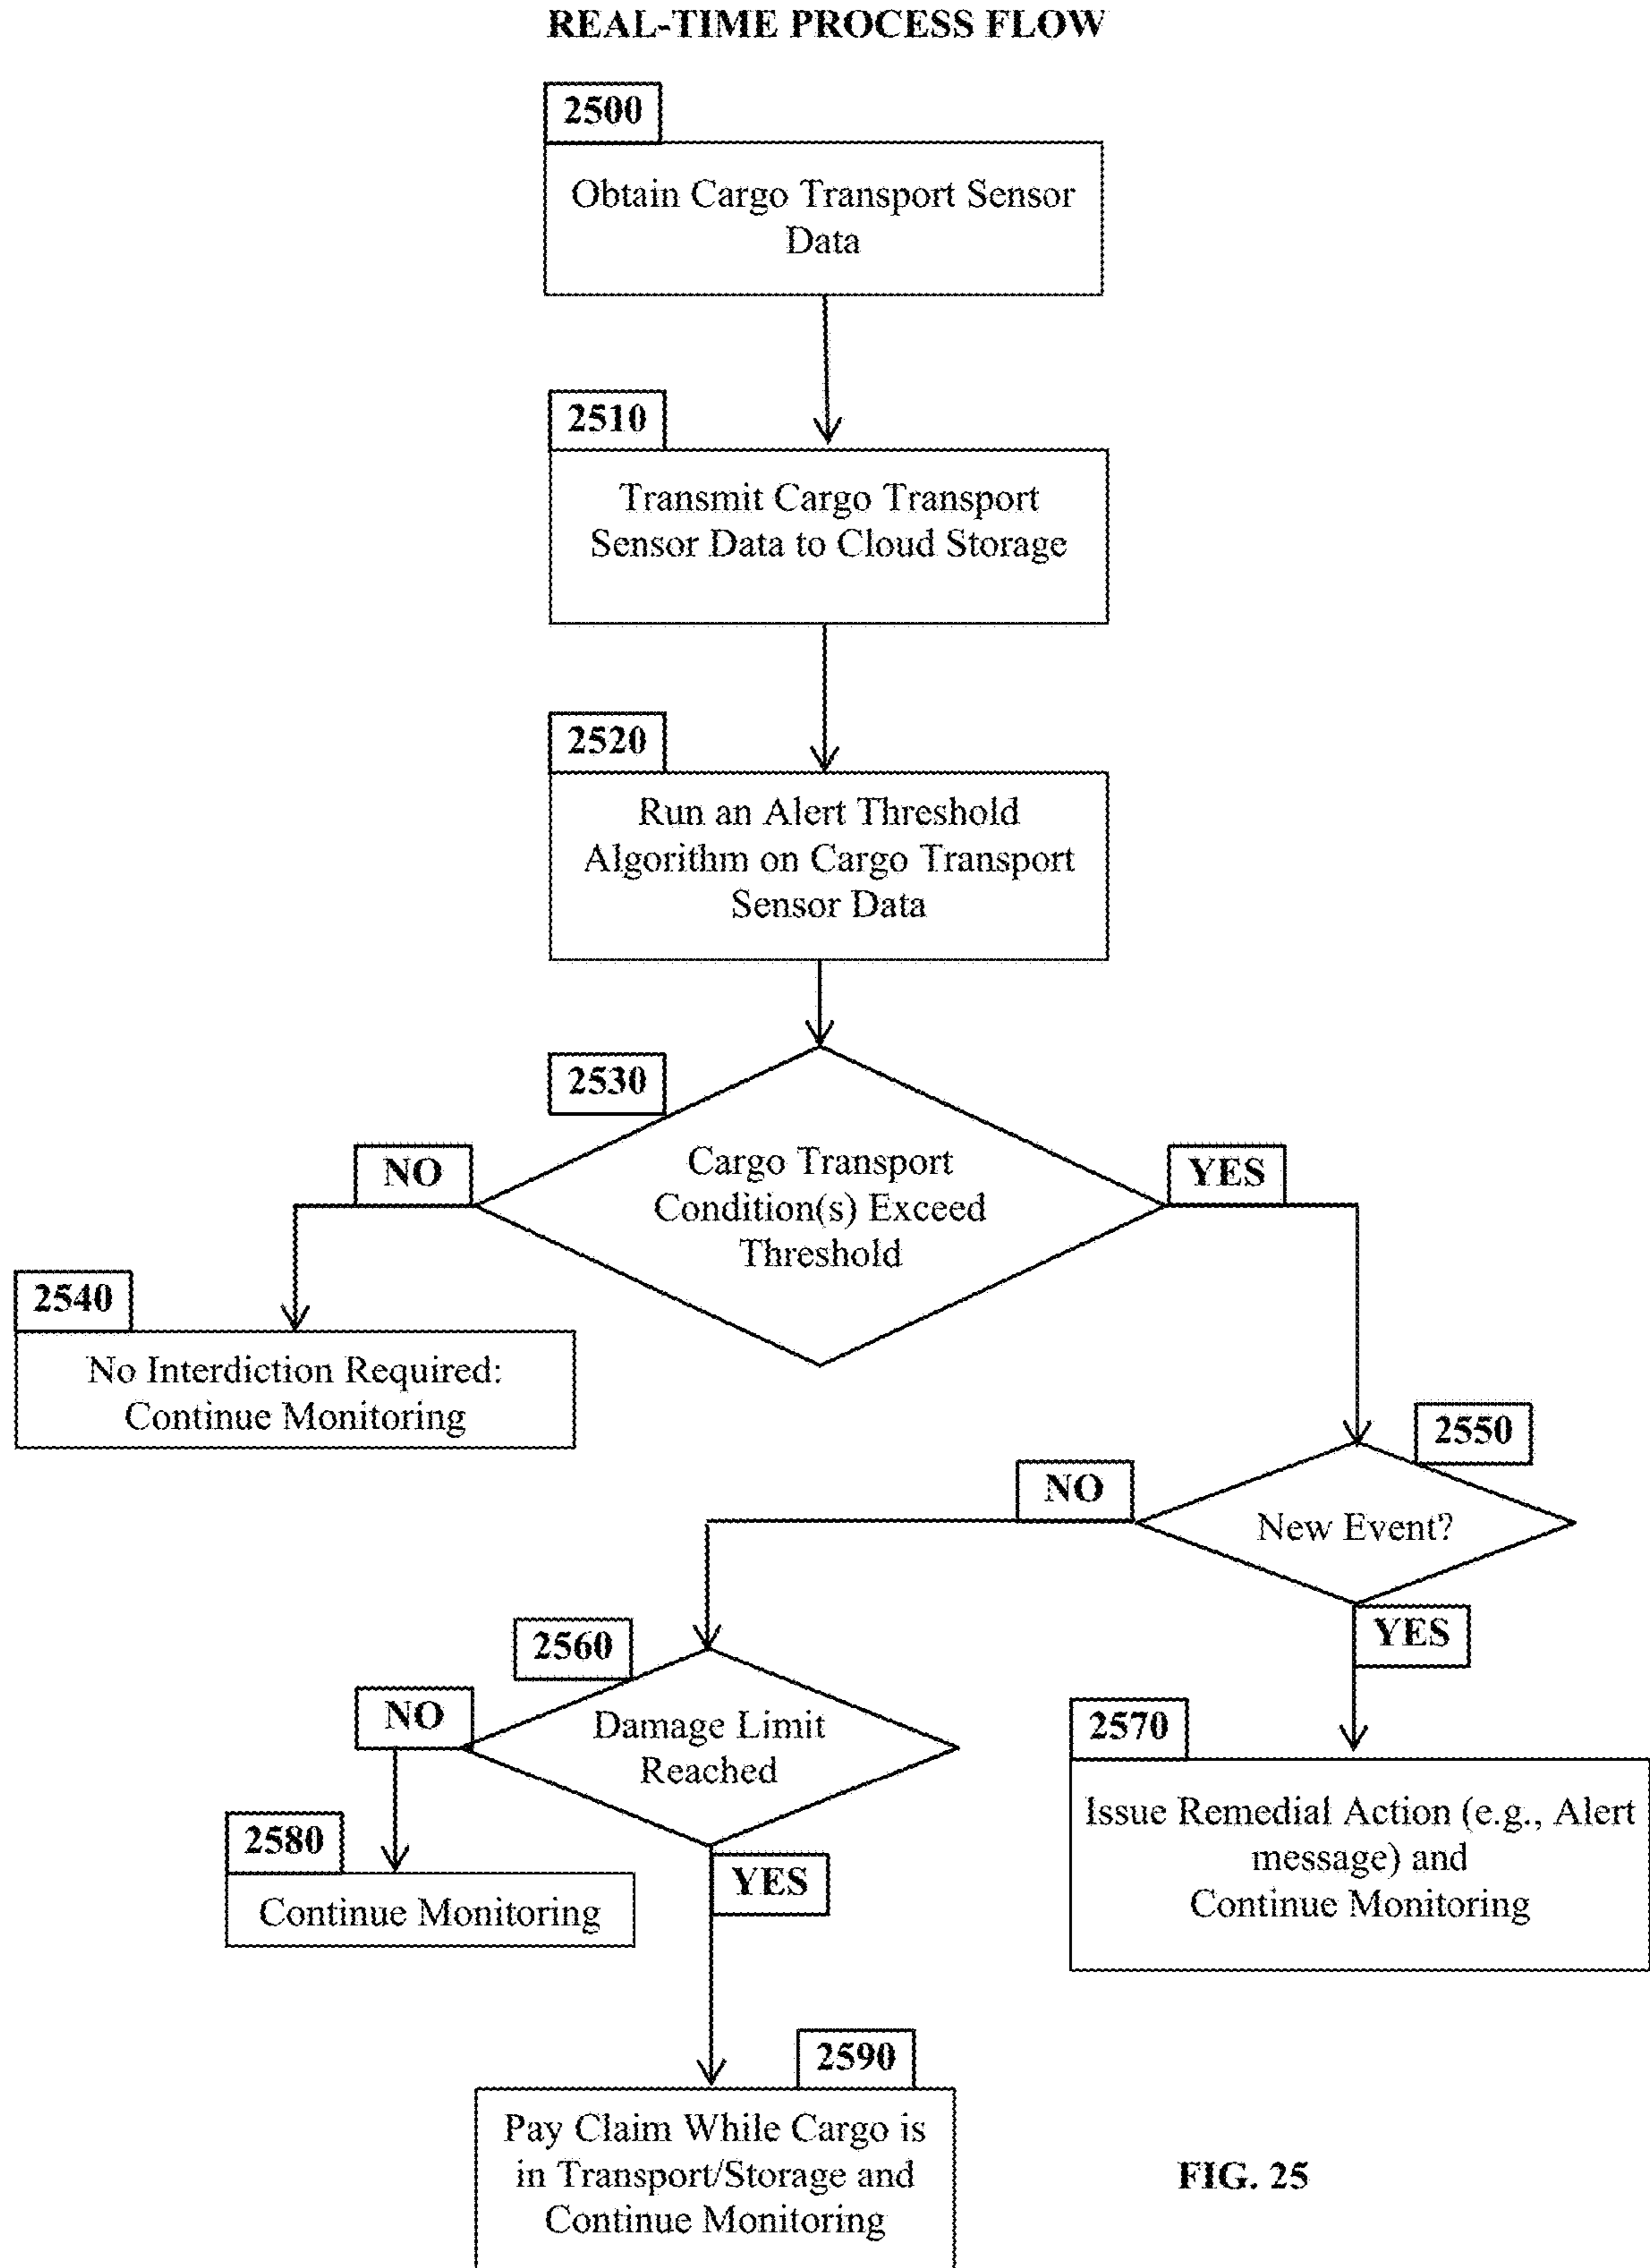 REAL-TIME PROCESS FLOW
2500
Obtain Cargo Transport Sensor
Data
2510
Transmit Cargo Transport
Sensor Data to Cloud Storage
2520
Run an Alert Threshold
Algorithm on Cargo Transport
Sensor Data
2530
Cargo Transport
Condition(s) Exceed
Threshold
NO
YES
2540
No Interdiction Required:
Continue Monitoring
2550
New Event?
NO
YES
2560
Damage Limit
Reached
NO
YES
2570
Issue Remedial Action (e.g., Alert
message) and
Continue Monitoring
2580
Continue Monitoring
2590
Pay Claim While Cargo is
in Transport/Storage and
Continue Monitoring
FIG. 25